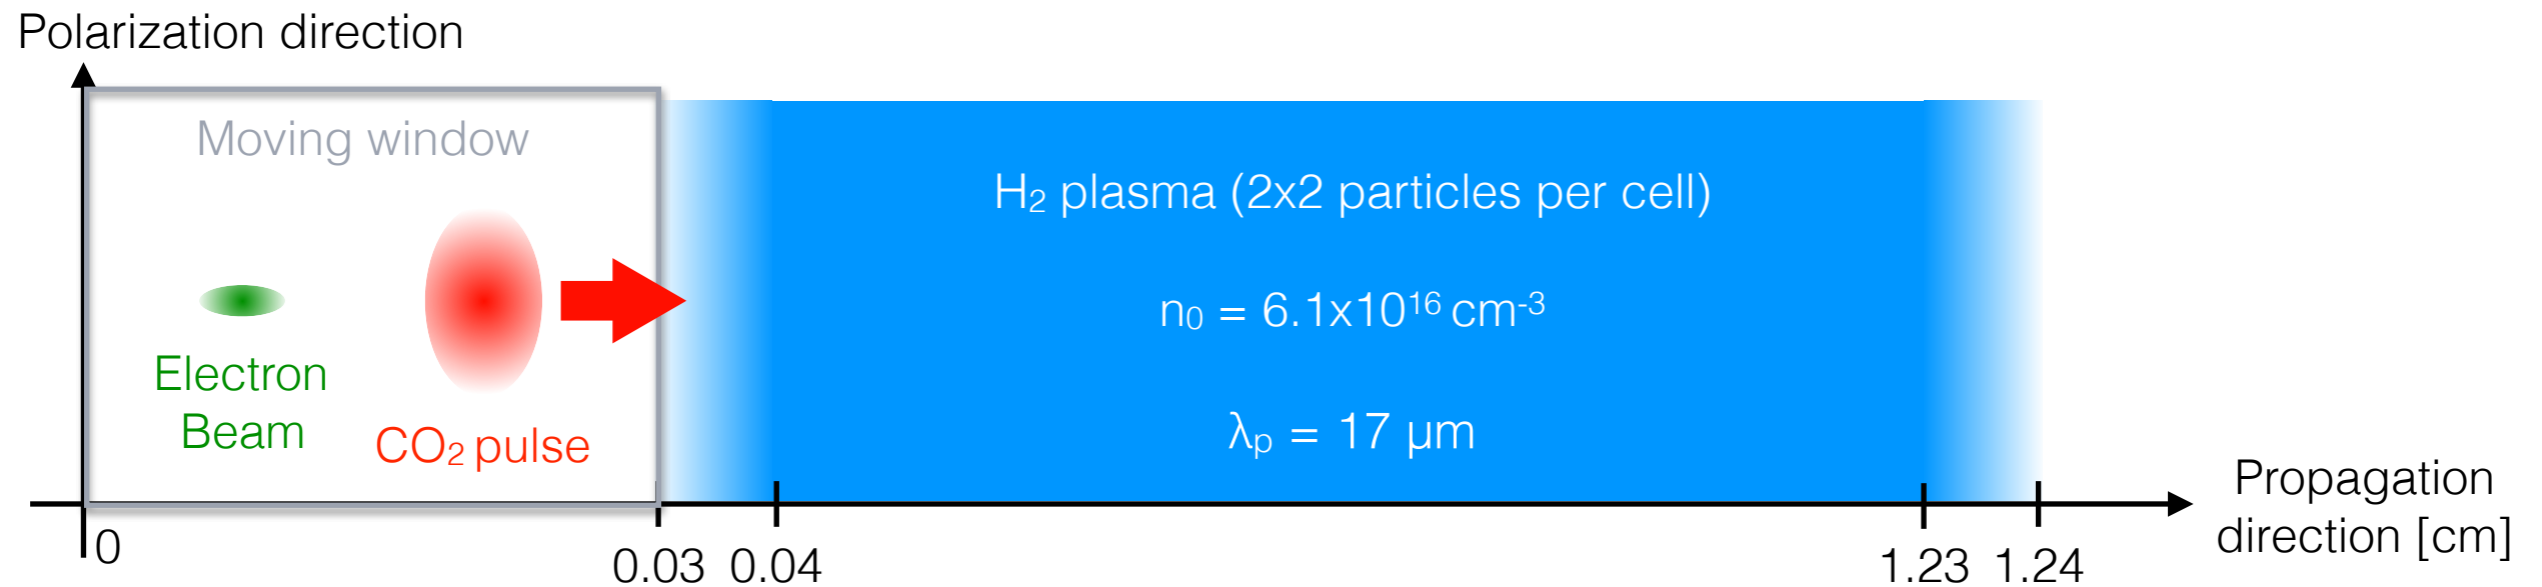 Polarization direction
Moving window
Electron
Beam
CO₂ pulse
H₂ plasma (2x2 particles per cell)
n₀ = 6.1x10¹⁶ cm⁻³
λₚ = 17 µm
0
0.03
0.04
1.23
1.24
Propagation
direction [cm]